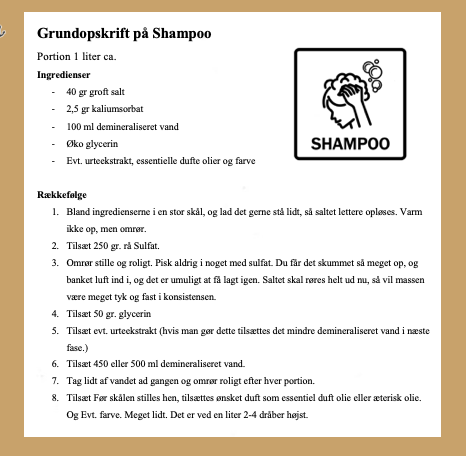 Grundopskrift på Shampoo
Portion 1 liter ca.
Ingredienser
- 40 gr groft salt
- 2,5 gr kaliumsorbat
- 100 ml demineraliseret vand
- Øko glycerin
- Evt. urteekstrakt, essentielle dufte olier og farve
SHAMPOO
Rækkefølge
1. Bland ingredienserne i en stor skål, og lad det gerne stå lidt, så saltet lettere opløses. Varm
ikke op, men omrør.
2. Tilsæt 250 gr. rå Sulfat.
3. Omrør stille og roligt. Pisk aldrig i noget med sulfat. Du får det skummet så meget op, og
banket luft ind i, og det er umuligt at få lagt igen. Saltet skal røres helt ud nu, så vil massen
være meget tyk og fast i konsistensen.
4. Tilsæt 50 gr. glycerin
5. Tilsæt evt. urteekstrakt (hvis man gør dette tilsættes det mindre demineraliseret vand i næste
fase.)
6. Tilsæt 450 eller 500 ml demineraliseret vand.
7. Tag lidt af vandet ad gangen og omrør roligt efter hver portion.
8. Tilsæt Før skålen stilles hen, tilsættes ønsket duft som essentiel duft olie eller æterisk olie.
Og Evt. farve. Meget lidt. Det er ved en liter 2-4 dråber højst.